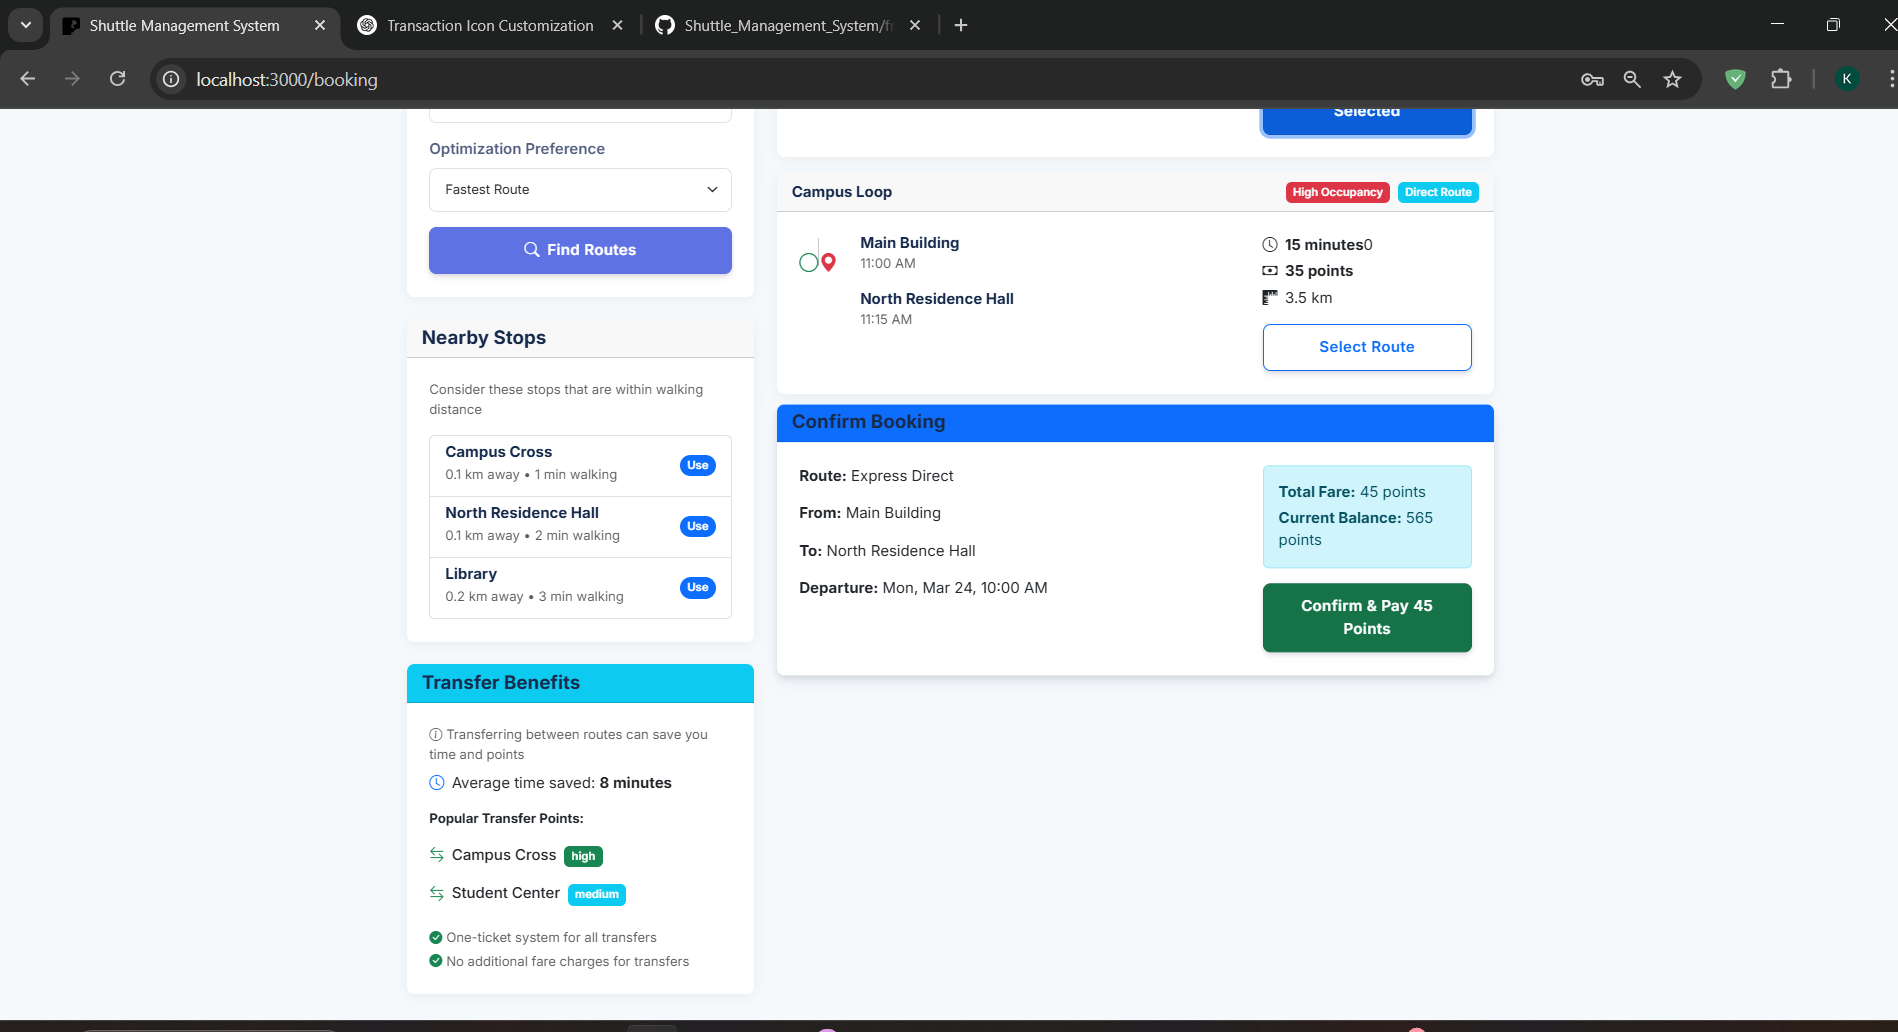 Shuttle Management System
Transaction Icon Customization
Shuttle_Management_System/f
localhost:3000/booking
K
Optimization Preference
Fastest Route
Find Routes
Nearby Stops
Consider these stops that are within walking
distance
Campus Cross
0.1 km away • 1 min walking
Use
North Residence Hall
0.1 km away • 2 min walking
Use
Library
0.2 km away • 3 min walking
Use
Transfer Benefits
Transferring between routes can save you
time and points
Average time saved: 8 minutes
Popular Transfer Points:
Campus Cross high
Student Center medium
One-ticket system for all transfers
No additional fare charges for transfers
Selected
Campus Loop
High Occupancy
Direct Route
Main Building
11:00 AM
North Residence Hall
11:15 AM
15 minutes0
35 points
3.5 km
Select Route
Confirm Booking
Route: Express Direct
From: Main Building
To: North Residence Hall
Departure: Mon, Mar 24, 10:00 AM
Total Fare: 45 points
Current Balance: 565
points
Confirm & Pay 45
Points